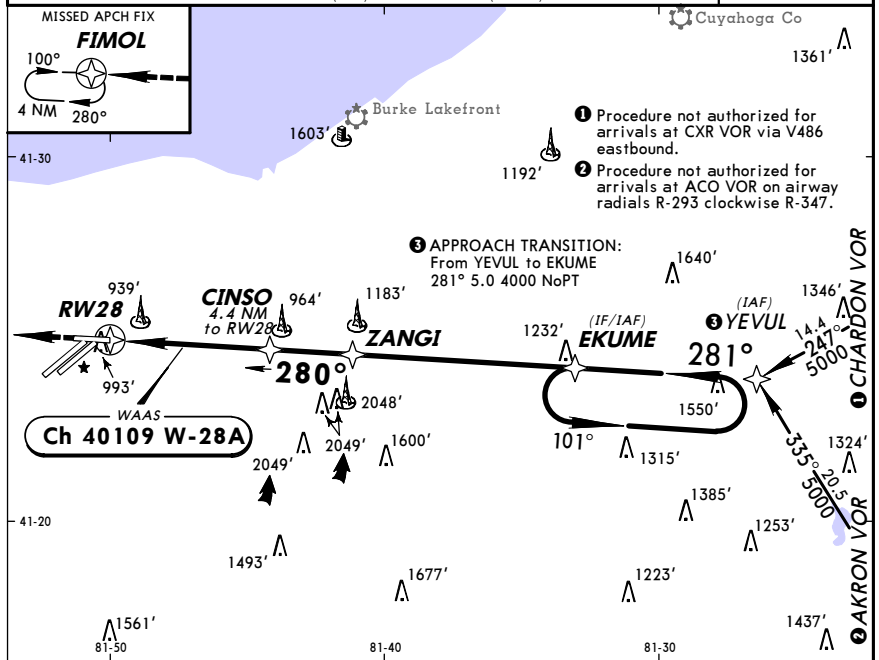 MISSED APCH FIX
FIMOL
100°
4 NM
280°
Cuyahoga Co
1361'
Burke Lakefront
1603'
1192'
41-30
❶ Procedure not authorized for
arrivals at CXR VOR via V486
eastbound.
❷ Procedure not authorized for
arrivals at ACO VOR on airway
radials R-293 clockwise R-347.
❸ APPROACH TRANSITION:
From YEVUL to EKUME
281° 5.0 4000 NoPT
1640'
939'
RW28
CINSO
4.4 NM
to RW28
964'
1183'
ZANGI
1232'
(IF/IAF)
EKUME
(IAF)
❸ YEVUL
1346'
14.4
247°
5000
❶ CHARDON VOR
281°
280°
993'
WAAS
Ch 40109 W-28A
2048'
2049'
2049'
1600'
101°
1550'
1315'
335° 20.5
5000
1324'
❷ AKRON VOR
41-20
1385'
1253'
1493'
1677'
1223'
1561'
1437'
81-50
81-40
81-30